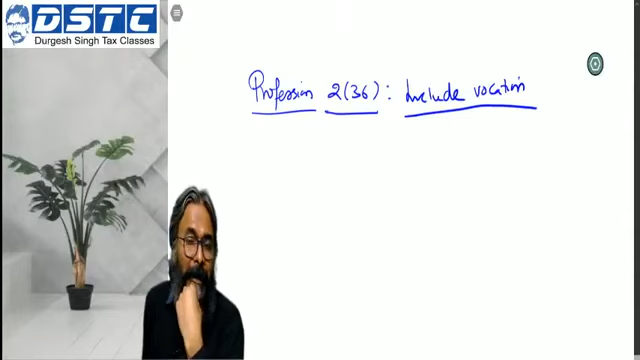 DSTC
Durgesh Singh Tax Classes
Profession 2(36) : Include vocation